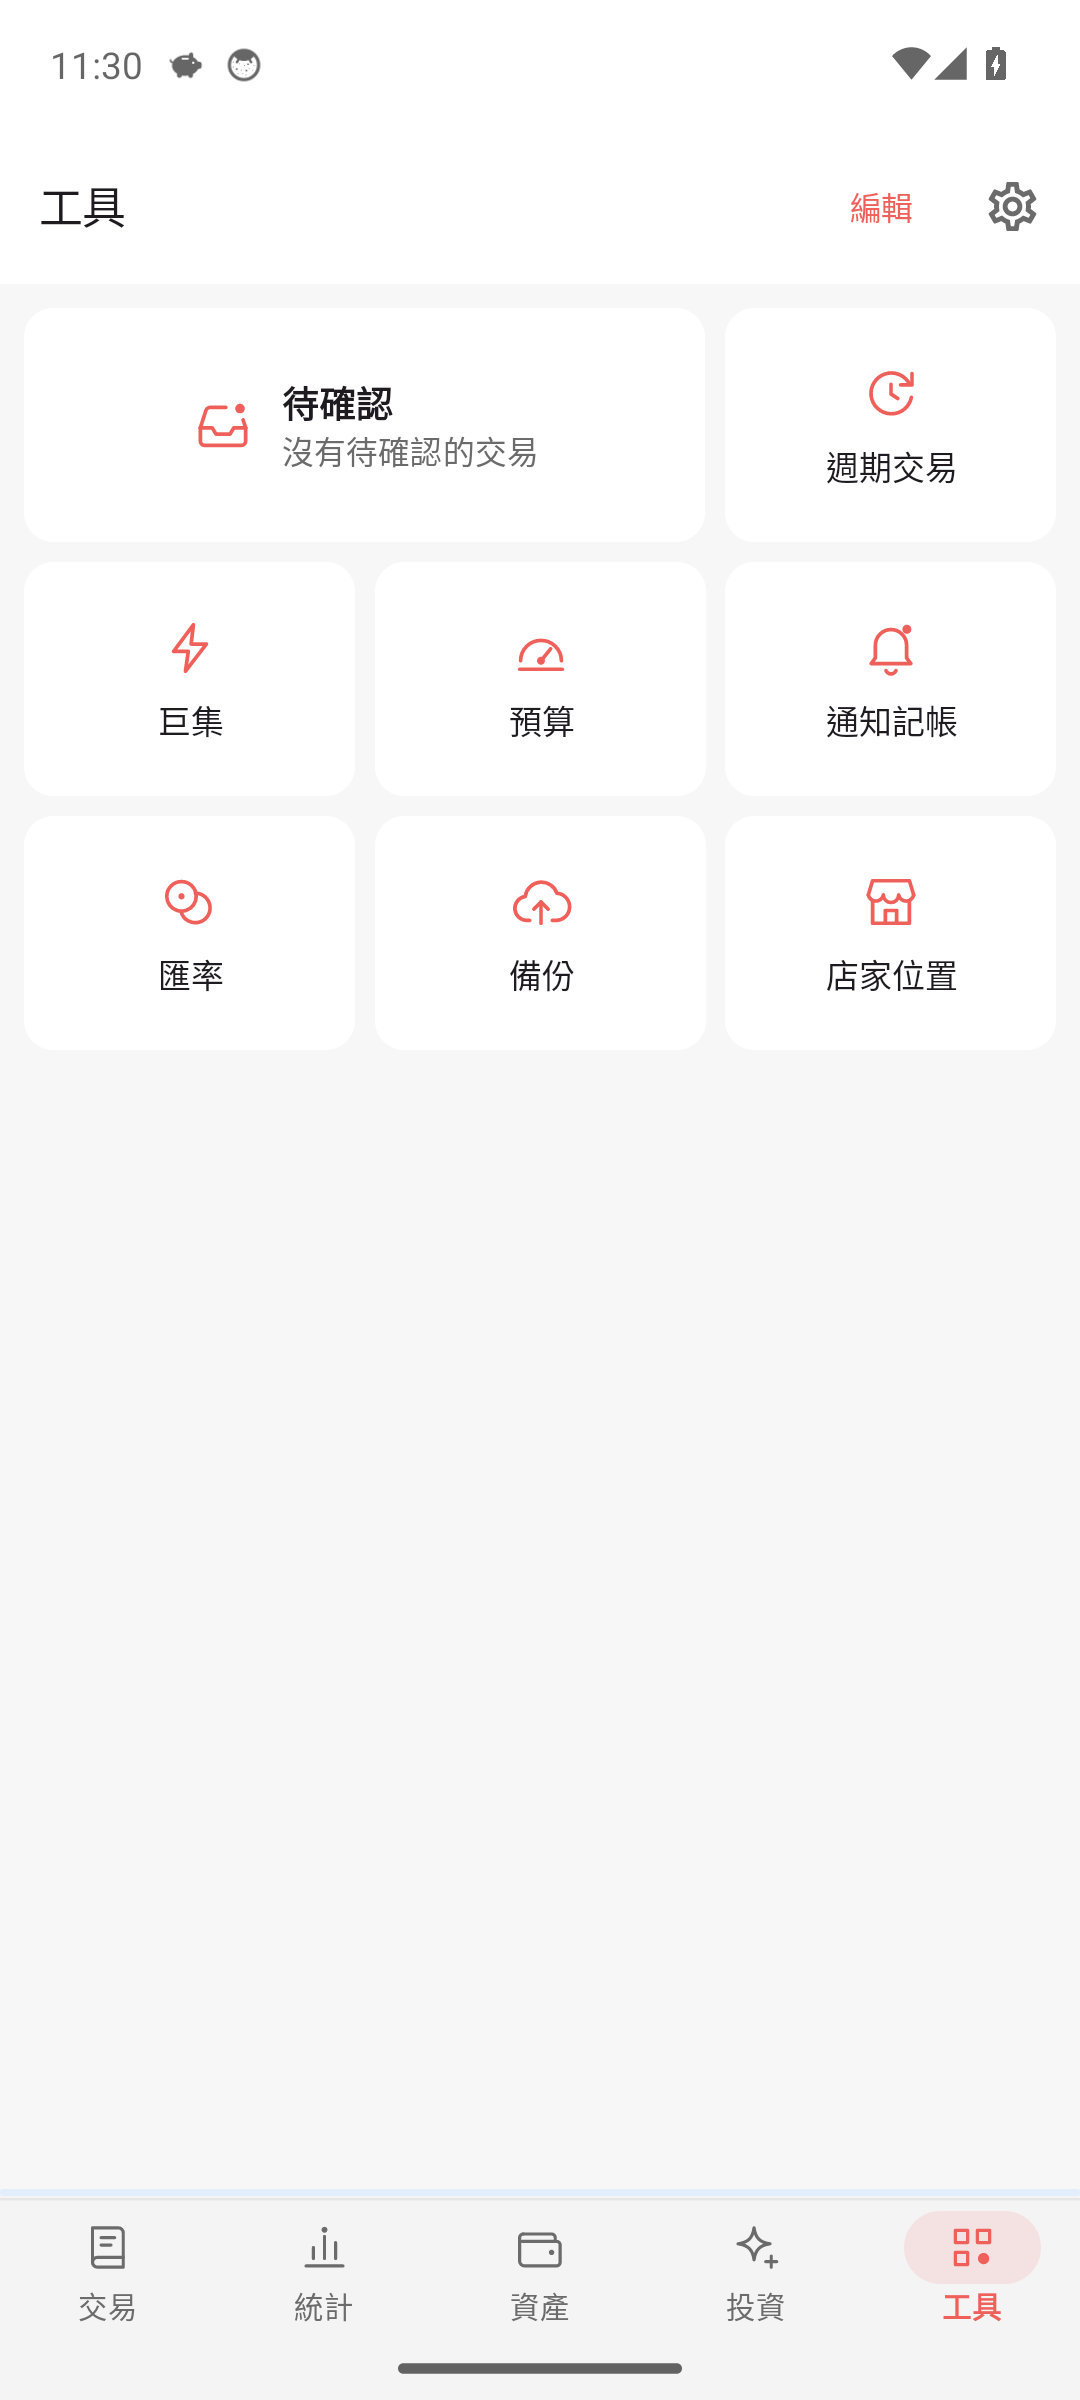 11:30
工具
編輯
待確認
沒有待確認的交易
週期交易
巨集
預算
通知記帳
匯率
備份
店家位置
交易
統計
資產
投資
工具